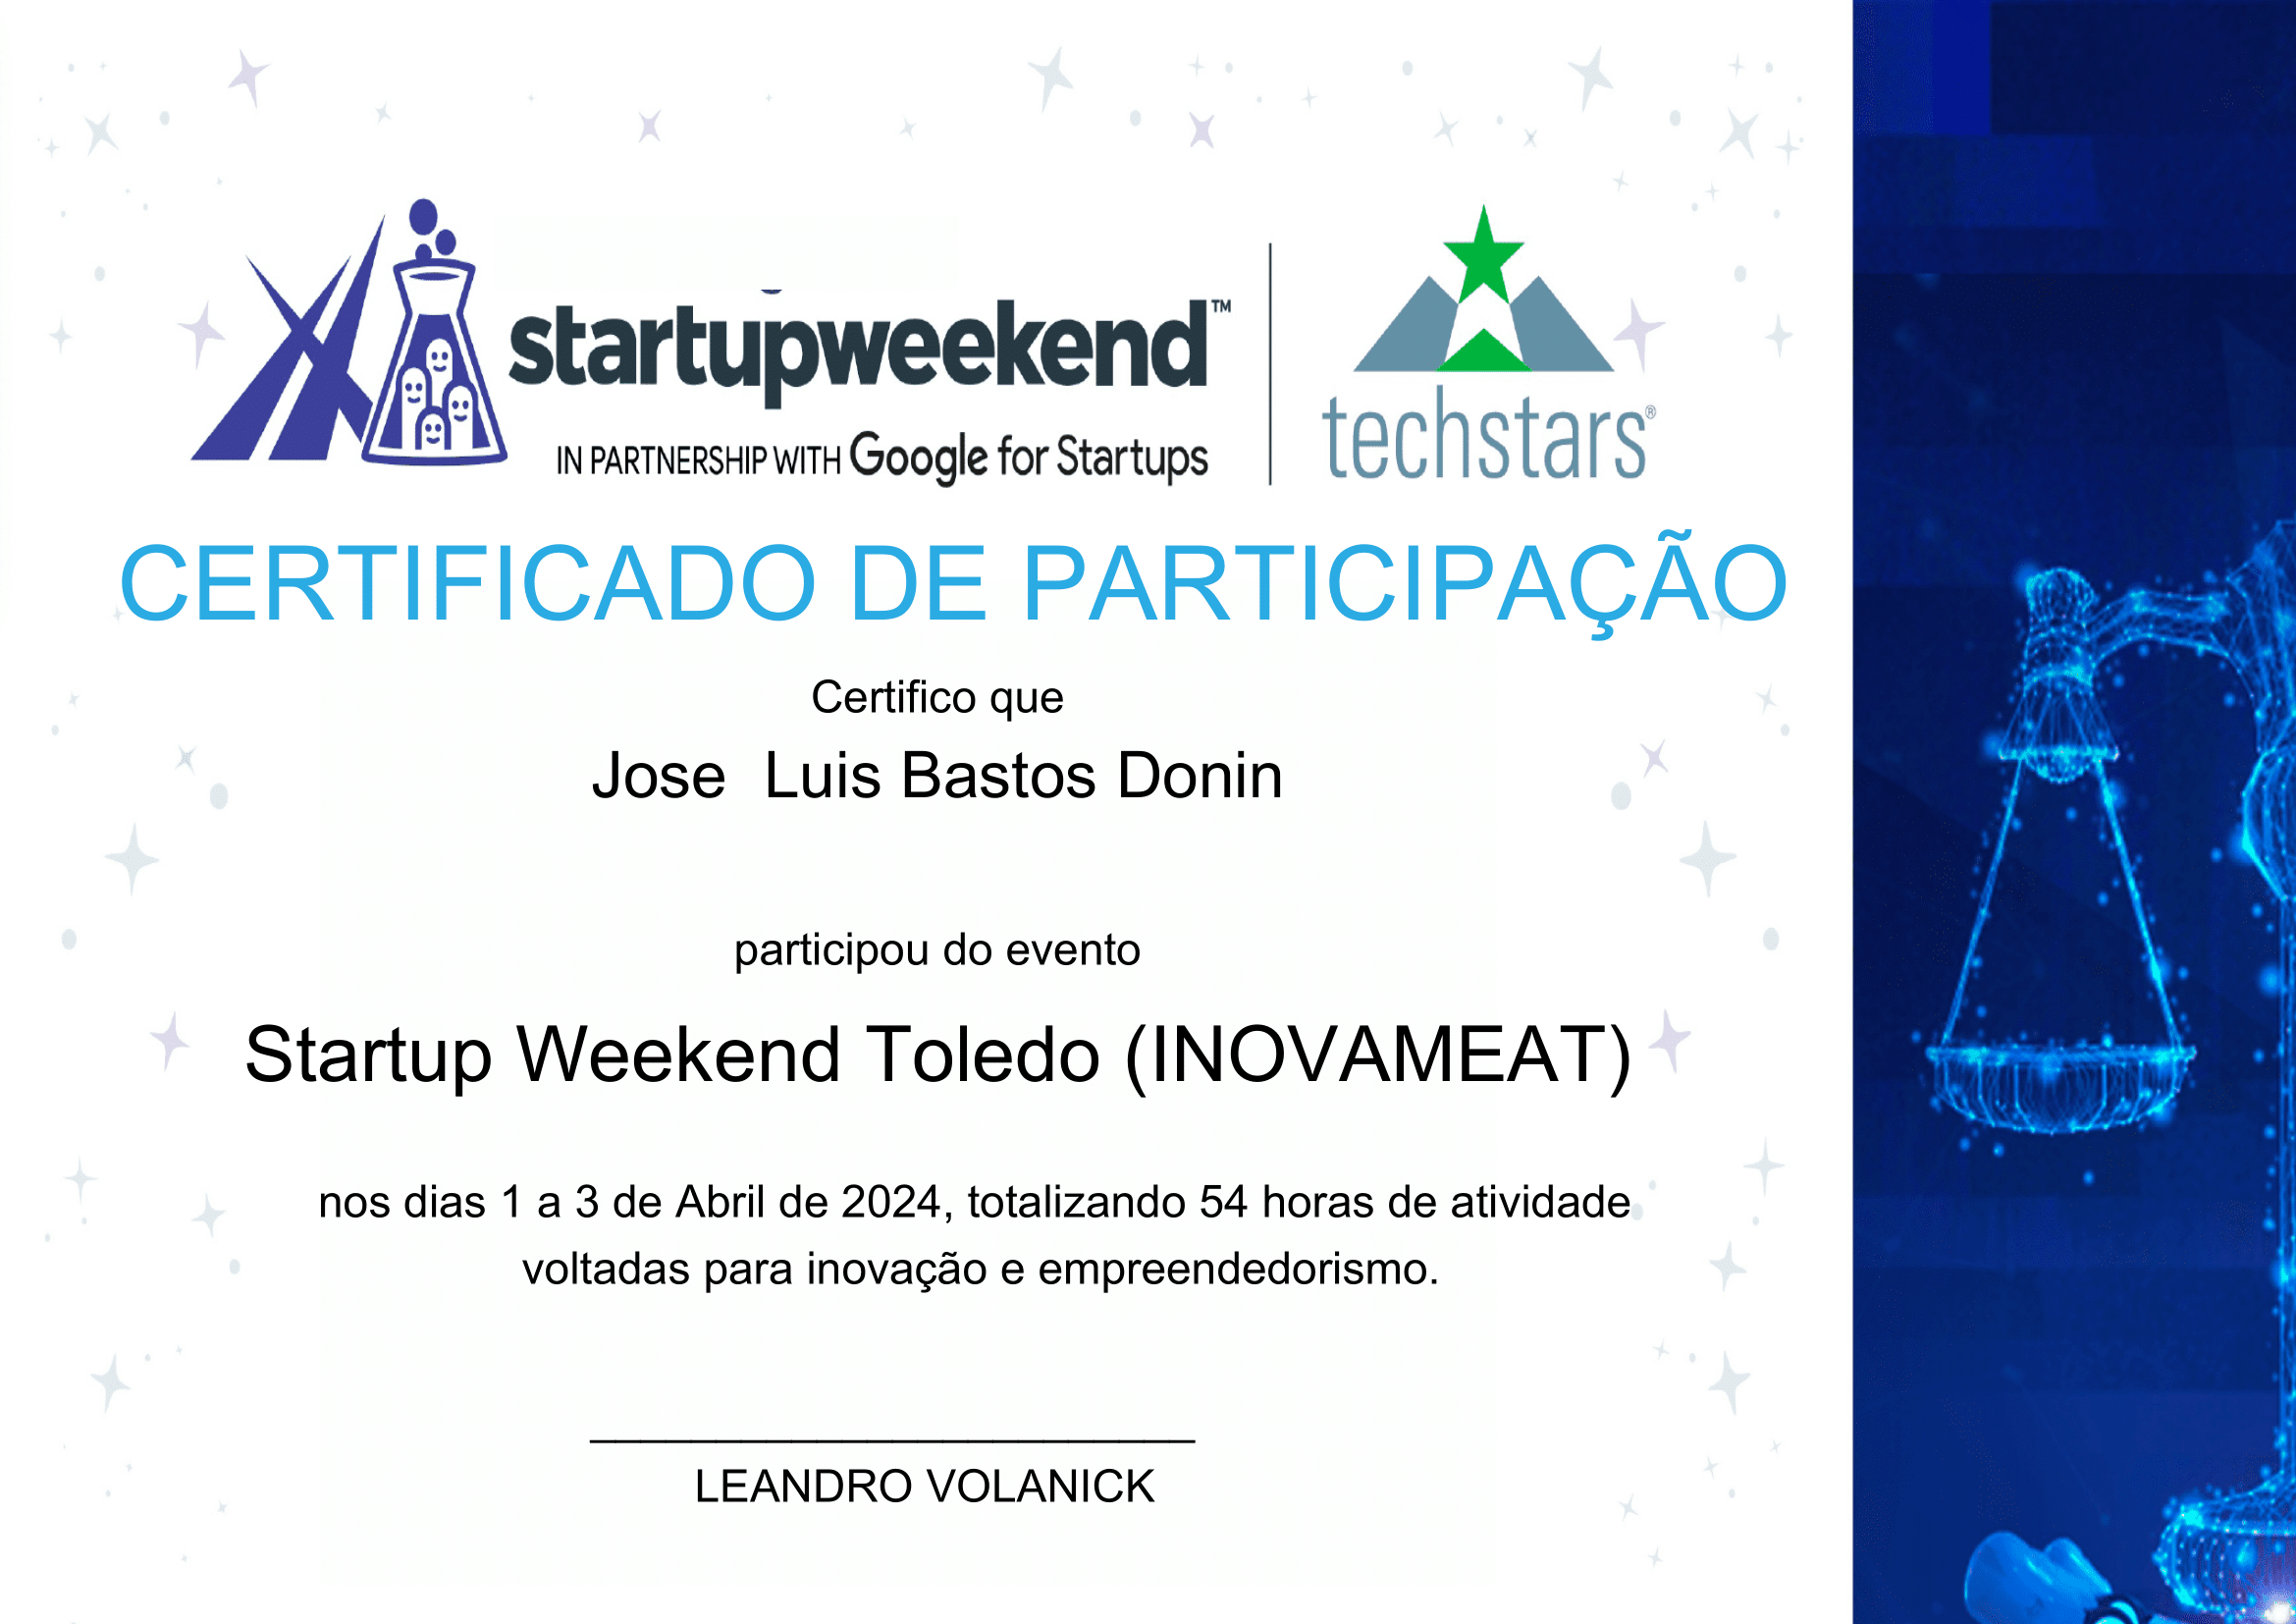 startupweekend™
IN PARTNERSHIP WITH Google for Startups
techstars®
CERTIFICADO DE PARTICIPAÇÃO
Certifico que
Jose  Luis Bastos Donin
participou do evento
Startup Weekend Toledo (INOVAMEAT)
nos dias 1 a 3 de Abril de 2024, totalizando 54 horas de atividade
voltadas para inovação e empreendedorismo.
LEANDRO VOLANICK